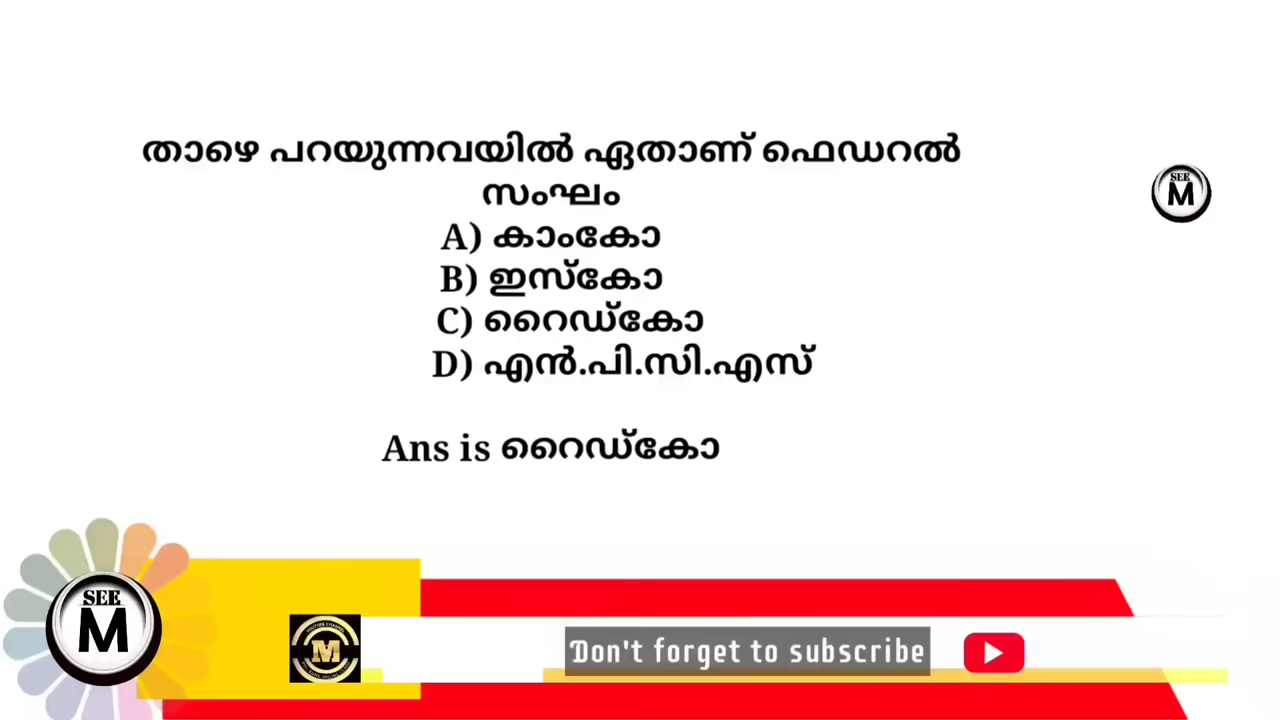 താഴെ പറയുന്നവയിൽ ഏതാണ് ഫെഡറൽ
സംഘം
A) കാംകോ
B) ഇസ്കോ
C) റൈഡ്കോ
D) എൻ.പി.സി.എസ്
Ans is റൈഡ്കോ
SEE
M
SEE
M
M
Don't forget to subscribe